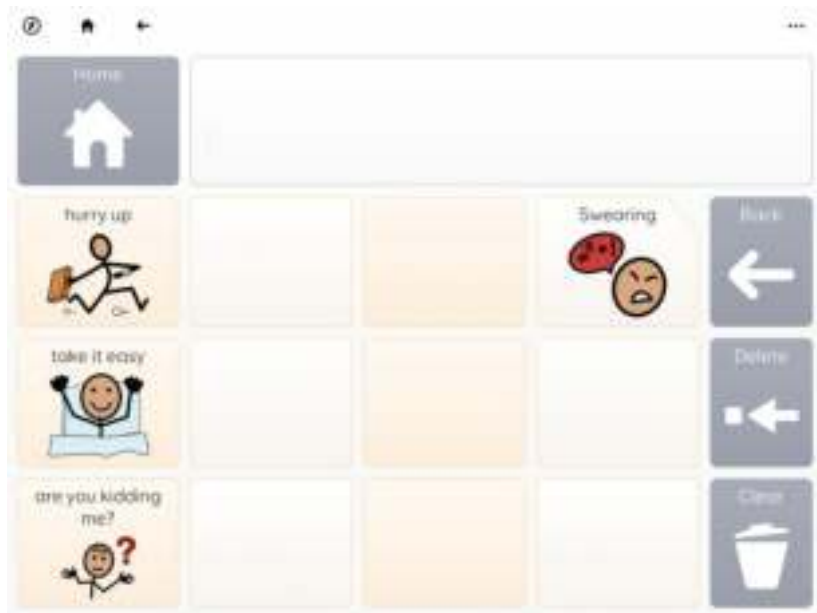 Home
hurry up
Swearing
Back
take it easy
Delete
are you kidding
me?
Clear